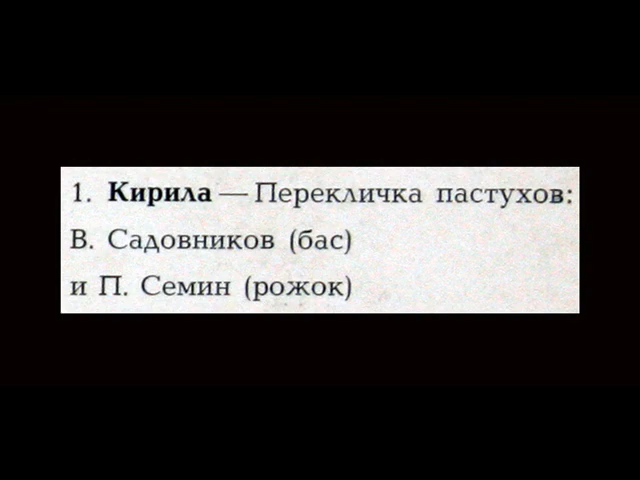 1. Кирила — Перекличка пастухов:
В. Садовников (бас)
и П. Семин (рожок)